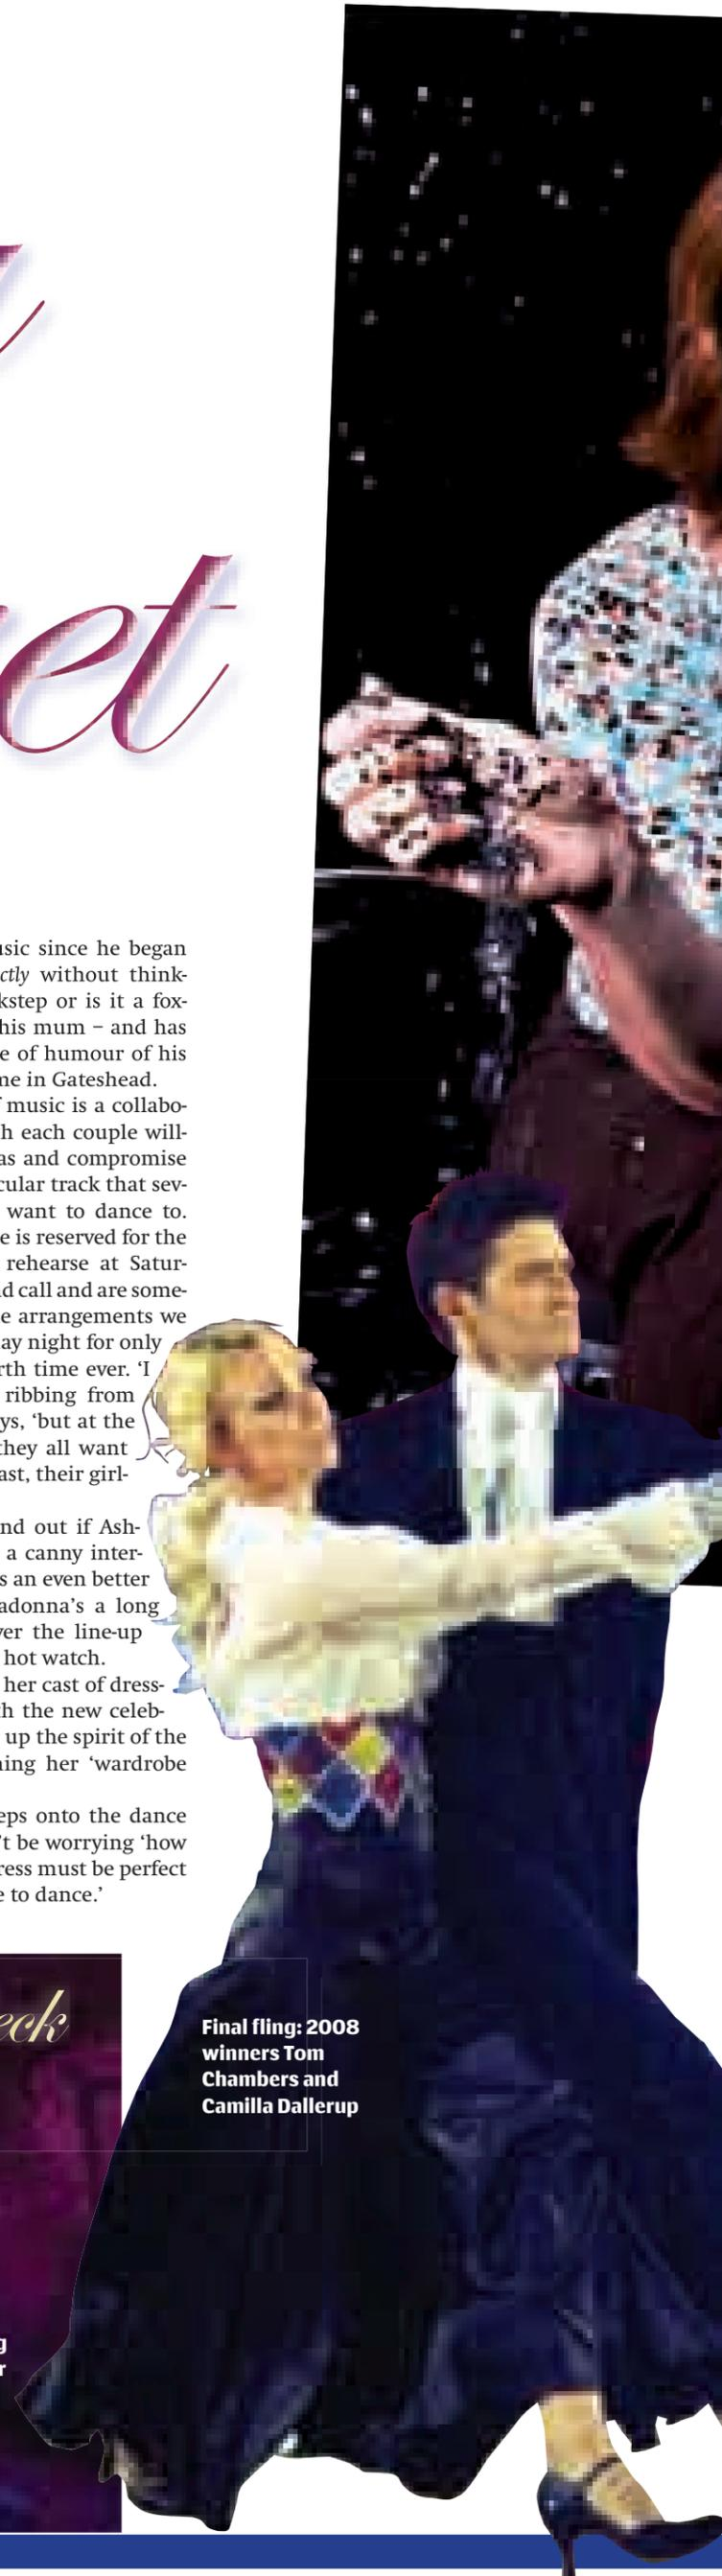 et
usic since he began
ctly without think-
kstep or is it a fox-
his mum – and has
e of humour of his
me in Gateshead.
f music is a collabo-
h each couple will-
as and compromise
cular track that sev-
want to dance to.
e is reserved for the
rehearse at Satur-
d call and are some-
e arrangements we
ay night for only
rth time ever. ‘I
ribbing from
ys, ‘but at the
they all want
ast, their girl-
nd out if Ash-
a canny inter-
s an even better
adonna’s a long
ver the line-up
hot watch.
her cast of dress-
th the new celeb-
up the spirit of the
ning her ‘wardrobe
eps onto the dance
’t be worrying ‘how
ress must be perfect
e to dance.’
eck
Final fling: 2008
winners Tom
Chambers and
Camilla Dallerup
g
r